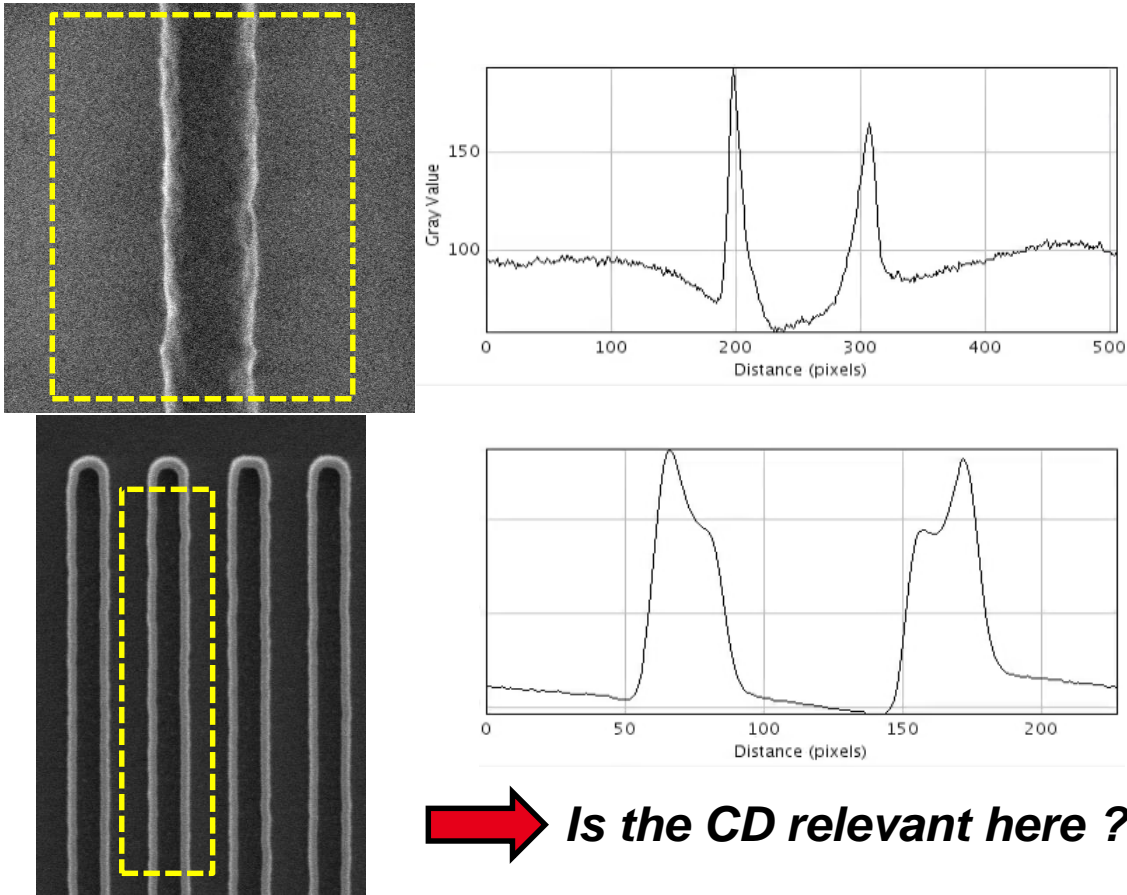 150
100
Gray Value
0 100 200 300 400 500
Distance (pixels)
0 50 100 150 200
Distance (pixels)
Is the CD relevant here ?